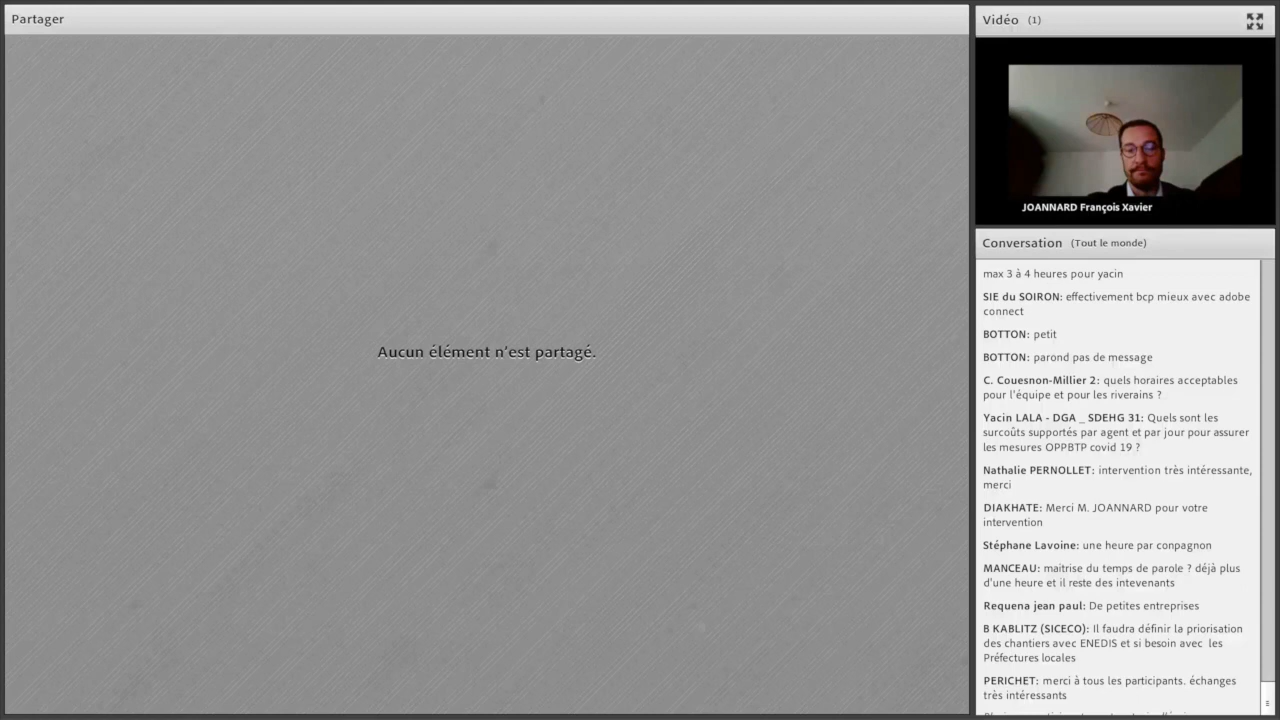 Partager
Aucun élément n'est partagé.
Vidéo (1)
JOANNARD François Xavier
Conversation (Tout le monde)
max 3 à 4 heures pour yacin
SIE du SOIRON: effectivement bcp mieux avec adobe
connect
BOTTON: petit
BOTTON: parond pas de message
C. Couesnon-Millier 2: quels horaires acceptables
pour l'équipe et pour les riverains ?
Yacin LALA - DGA _ SDEHG 31: Quels sont les
surcoûts supportés par agent et par jour pour assurer
les mesures OPPBTP covid 19 ?
Nathalie PERNOLLET: intervention très intéressante,
merci
DIAKHATE: Merci M. JOANNARD pour votre
intervention
Stéphane Lavoine: une heure par conpagnon
MANCEAU: maitrise du temps de parole ? déjà plus
d'une heure et il reste des intevenants
Requena jean paul: De petites entreprises
B KABLITZ (SICECO): Il faudra définir la priorisation
des chantiers avec ENEDIS et si besoin avec les
Préfectures locales
PERICHET: merci à tous les participants. échanges
très intéressants